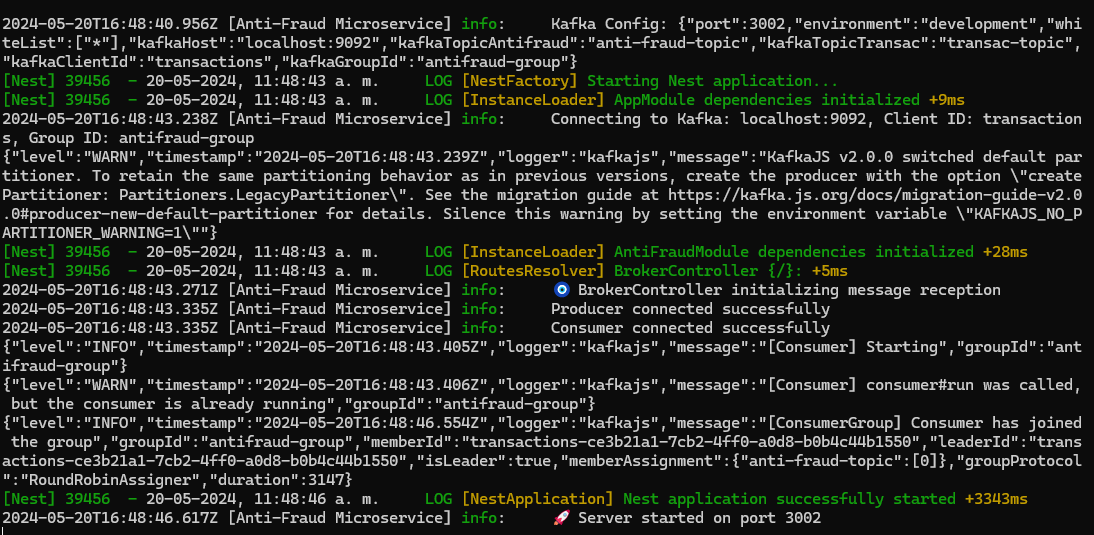 2024-05-20T16:48:40.956Z [Anti-Fraud Microservice] info:     Kafka Config: {"port":3002,"environment":"development","whi
teList":["*"],"kafkaHost":"localhost:9092","kafkaTopicAntifraud":"anti-fraud-topic","kafkaTopicTransac":"transac-topic",
"kafkaClientId":"transactions","kafkaGroupId":"antifraud-group"}
[Nest] 39456  - 20-05-2024, 11:48:43 a. m.     LOG [NestFactory] Starting Nest application...
[Nest] 39456  - 20-05-2024, 11:48:43 a. m.     LOG [InstanceLoader] AppModule dependencies initialized +9ms
2024-05-20T16:48:43.238Z [Anti-Fraud Microservice] info:     Connecting to Kafka: localhost:9092, Client ID: transaction
s, Group ID: antifraud-group
{"level":"WARN","timestamp":"2024-05-20T16:48:43.239Z","logger":"kafkajs","message":"KafkaJS v2.0.0 switched default par
titioner. To retain the same partitioning behavior as in previous versions, create the producer with the option \"create
Partitioner: Partitioners.LegacyPartitioner\". See the migration guide at https://kafka.js.org/docs/migration-guide-v2.0
.0#producer-new-default-partitioner for details. Silence this warning by setting the environment variable \"KAFKAJS_NO_P
ARTITIONER_WARNING=1\""}
[Nest] 39456  - 20-05-2024, 11:48:43 a. m.     LOG [InstanceLoader] AntiFraudModule dependencies initialized +28ms
[Nest] 39456  - 20-05-2024, 11:48:43 a. m.     LOG [RoutesResolver] BrokerController {/}: +5ms
2024-05-20T16:48:43.271Z [Anti-Fraud Microservice] info:     🧿 BrokerController initializing message reception
2024-05-20T16:48:43.335Z [Anti-Fraud Microservice] info:     Producer connected successfully
2024-05-20T16:48:43.335Z [Anti-Fraud Microservice] info:     Consumer connected successfully
{"level":"INFO","timestamp":"2024-05-20T16:48:43.405Z","logger":"kafkajs","message":"[Consumer] Starting","groupId":"ant
ifraud-group"}
{"level":"WARN","timestamp":"2024-05-20T16:48:43.406Z","logger":"kafkajs","message":"[Consumer] consumer#run was called,
 but the consumer is already running","groupId":"antifraud-group"}
{"level":"INFO","timestamp":"2024-05-20T16:48:46.554Z","logger":"kafkajs","message":"[ConsumerGroup] Consumer has joined
 the group","groupId":"antifraud-group","memberId":"transactions-ce3b21a1-7cb2-4ff0-a0d8-b0b4c44b1550","leaderId":"trans
actions-ce3b21a1-7cb2-4ff0-a0d8-b0b4c44b1550","isLeader":true,"memberAssignment":{"anti-fraud-topic":[0]},"groupProtocol
":"RoundRobinAssigner","duration":3147}
[Nest] 39456  - 20-05-2024, 11:48:46 a. m.     LOG [NestApplication] Nest application successfully started +3343ms
2024-05-20T16:48:46.617Z [Anti-Fraud Microservice] info:     🚀 Server started on port 3002